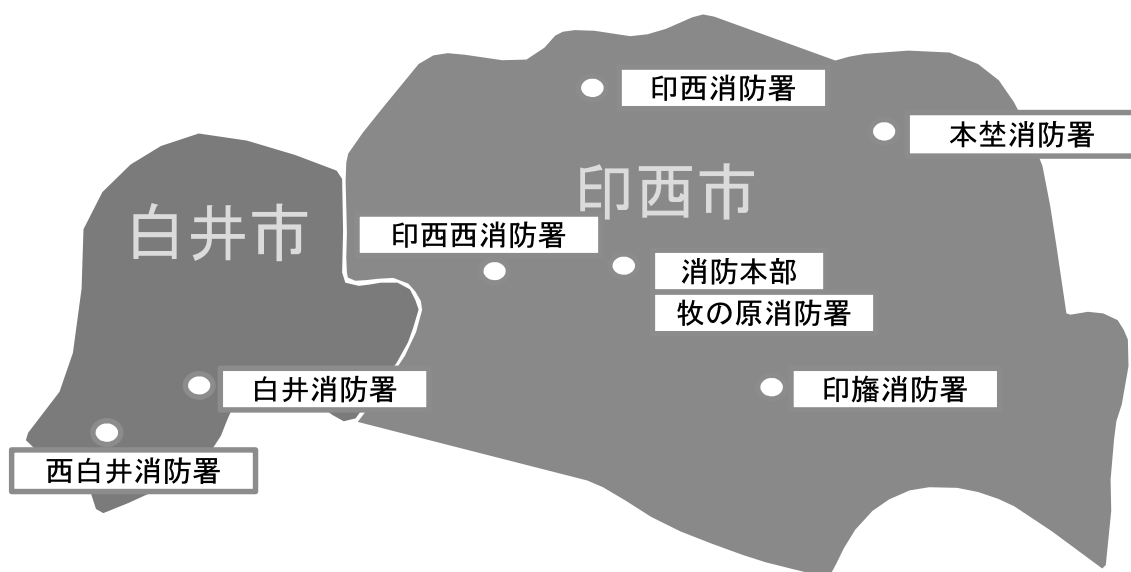 印西消防署
本埜消防署
印西市
白井市
印西西消防署
消防本部
牧の原消防署
白井消防署
印旛消防署
西白井消防署